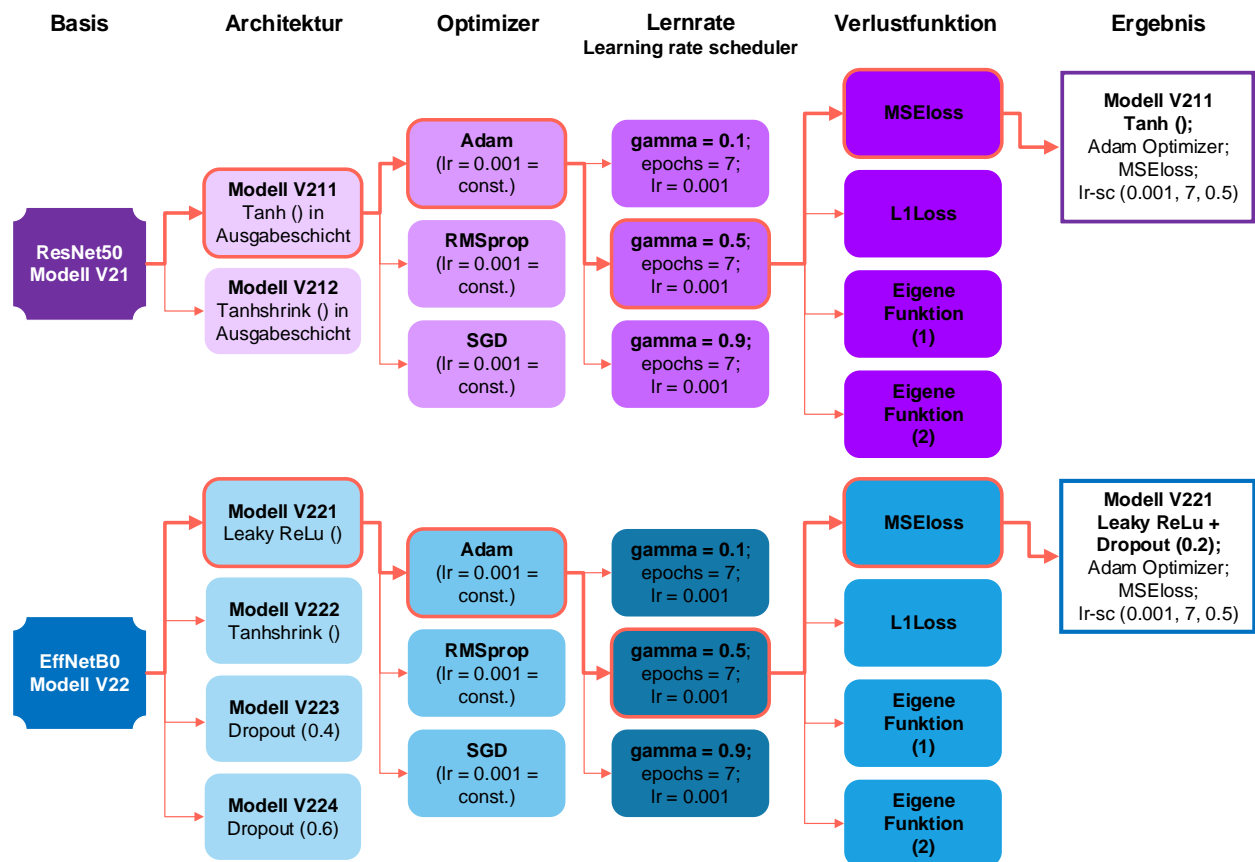 Basis
Architektur
Optimizer
Lernrate
Learning rate scheduler
Verlustfunktion
Ergebnis
ResNet50
Modell V21
Modell V211
Tanh () in
Ausgabeschicht
Modell V212
Tanhshrink () in
Ausgabeschicht
Adam
(lr = 0.001 =
const.)
RMSprop
(lr = 0.001 =
const.)
SGD
(lr = 0.001 =
const.)
gamma = 0.1;
epochs = 7;
lr = 0.001
gamma = 0.5;
epochs = 7;
lr = 0.001
gamma = 0.9;
epochs = 7;
lr = 0.001
MSEloss
L1Loss
Eigene
Funktion
(1)
Eigene
Funktion
(2)
Modell V211
Tanh ();
Adam Optimizer;
MSEloss;
lr-sc (0.001, 7, 0.5)
EffNetB0
Modell V22
Modell V221
Leaky ReLu ()
Modell V222
Tanhshrink ()
Modell V223
Dropout (0.4)
Modell V224
Dropout (0.6)
Adam
(lr = 0.001 =
const.)
RMSprop
(lr = 0.001 =
const.)
SGD
(lr = 0.001 =
const.)
gamma = 0.1;
epochs = 7;
lr = 0.001
gamma = 0.5;
epochs = 7;
lr = 0.001
gamma = 0.9;
epochs = 7;
lr = 0.001
MSEloss
L1Loss
Eigene
Funktion
(1)
Eigene
Funktion
(2)
Modell V221
Leaky ReLu +
Dropout (0.2);
Adam Optimizer;
MSEloss;
lr-sc (0.001, 7, 0.5)